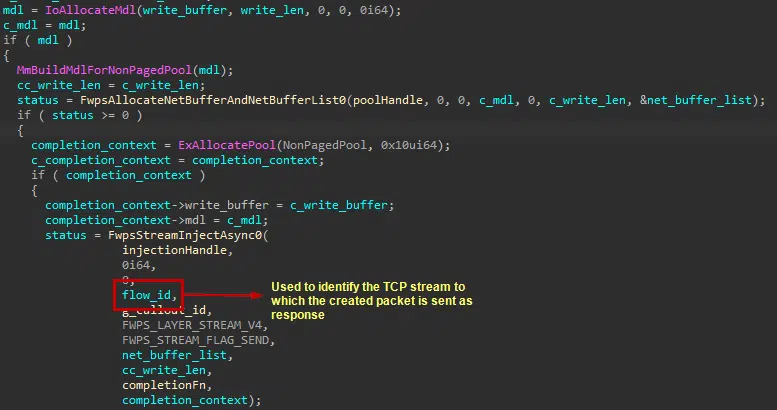 mdl = IoAllocateMdl(write_buffer, write_len, 0, 0, 0i64);
c_mdl = mdl;
if ( mdl )
{
MmBuildMdlForNonPagedPool(mdl);
cc_write_len = c_write_len;
status = FwpsAllocateNetBufferAndNetBufferList0(poolHandle, 0, 0, c_mdl, 0, c_write_len, &net_buffer_list);
if ( status >= 0 )
{
completion_context = ExAllocatePool(NonPagedPool, 0x10ui64);
c_completion_context = completion_context;
if ( completion_context )
{
completion_context->write_buffer = c_write_buffer;
completion_context->mdl = c_mdl;
status = FwpsStreamInjectAsync0(
injectionHandle,
0i64,
0,
flow_id,
g_callout_id,
FWPS_LAYER_STREAM_V4,
FWPS_STREAM_FLAG_SEND,
net_buffer_list,
cc_write_len,
completionFn,
completion_context);
Used to identify the TCP stream to
which the created packet is sent as
response